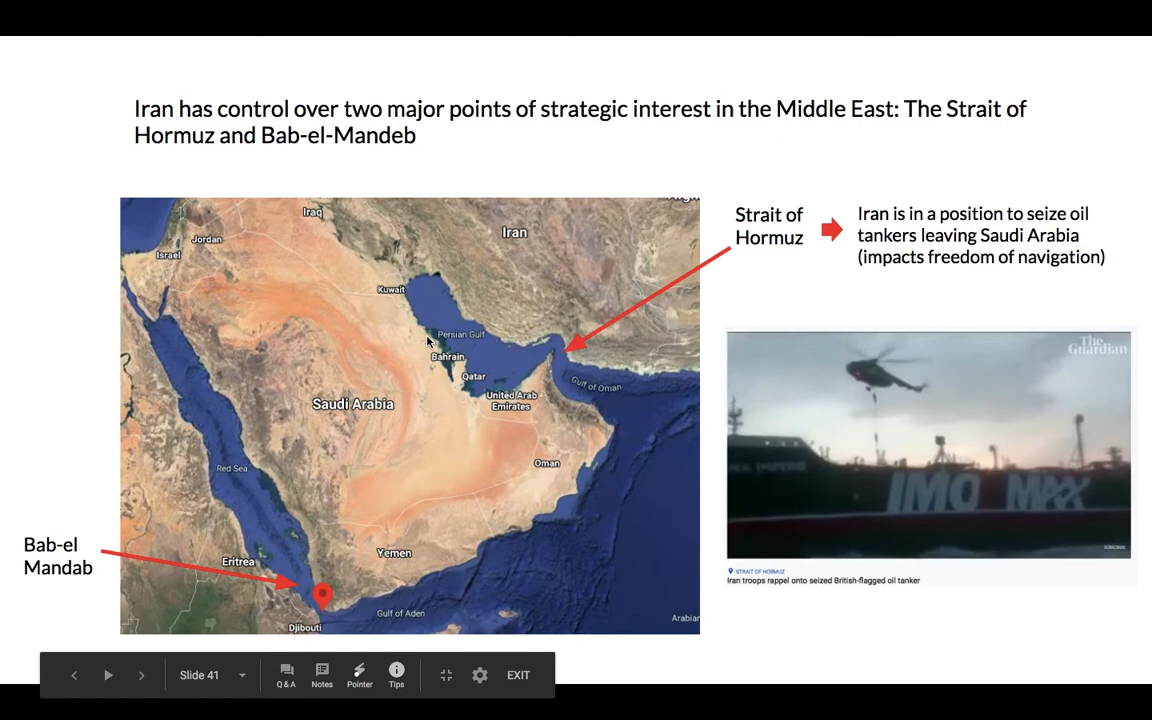 Iran has control over two major points of strategic interest in the Middle East: The Strait of
Hormuz and Bab-el-Mandeb
Strait of
Hormuz
Iran is in a position to seize oil
tankers leaving Saudi Arabia
(impacts freedom of navigation)
Iraq
Iran
Jordan
Israel
Kuwait
Persian Gulf
Bahrain
Qatar
Gulf of Oman
United Arab
Emirates
Saudi Arabia
Oman
Red Sea
Yemen
Eritrea
Gulf of Aden
Arabian
Djibouti
Bab-el
Mandab
The
Guardian
IMO MAX
SUBSCRIBE
STRAIT OF HORMUZ
Iran troops rappel onto seized British-flagged oil tanker
Slide 41
Q & A
Notes
Pointer
Tips
EXIT